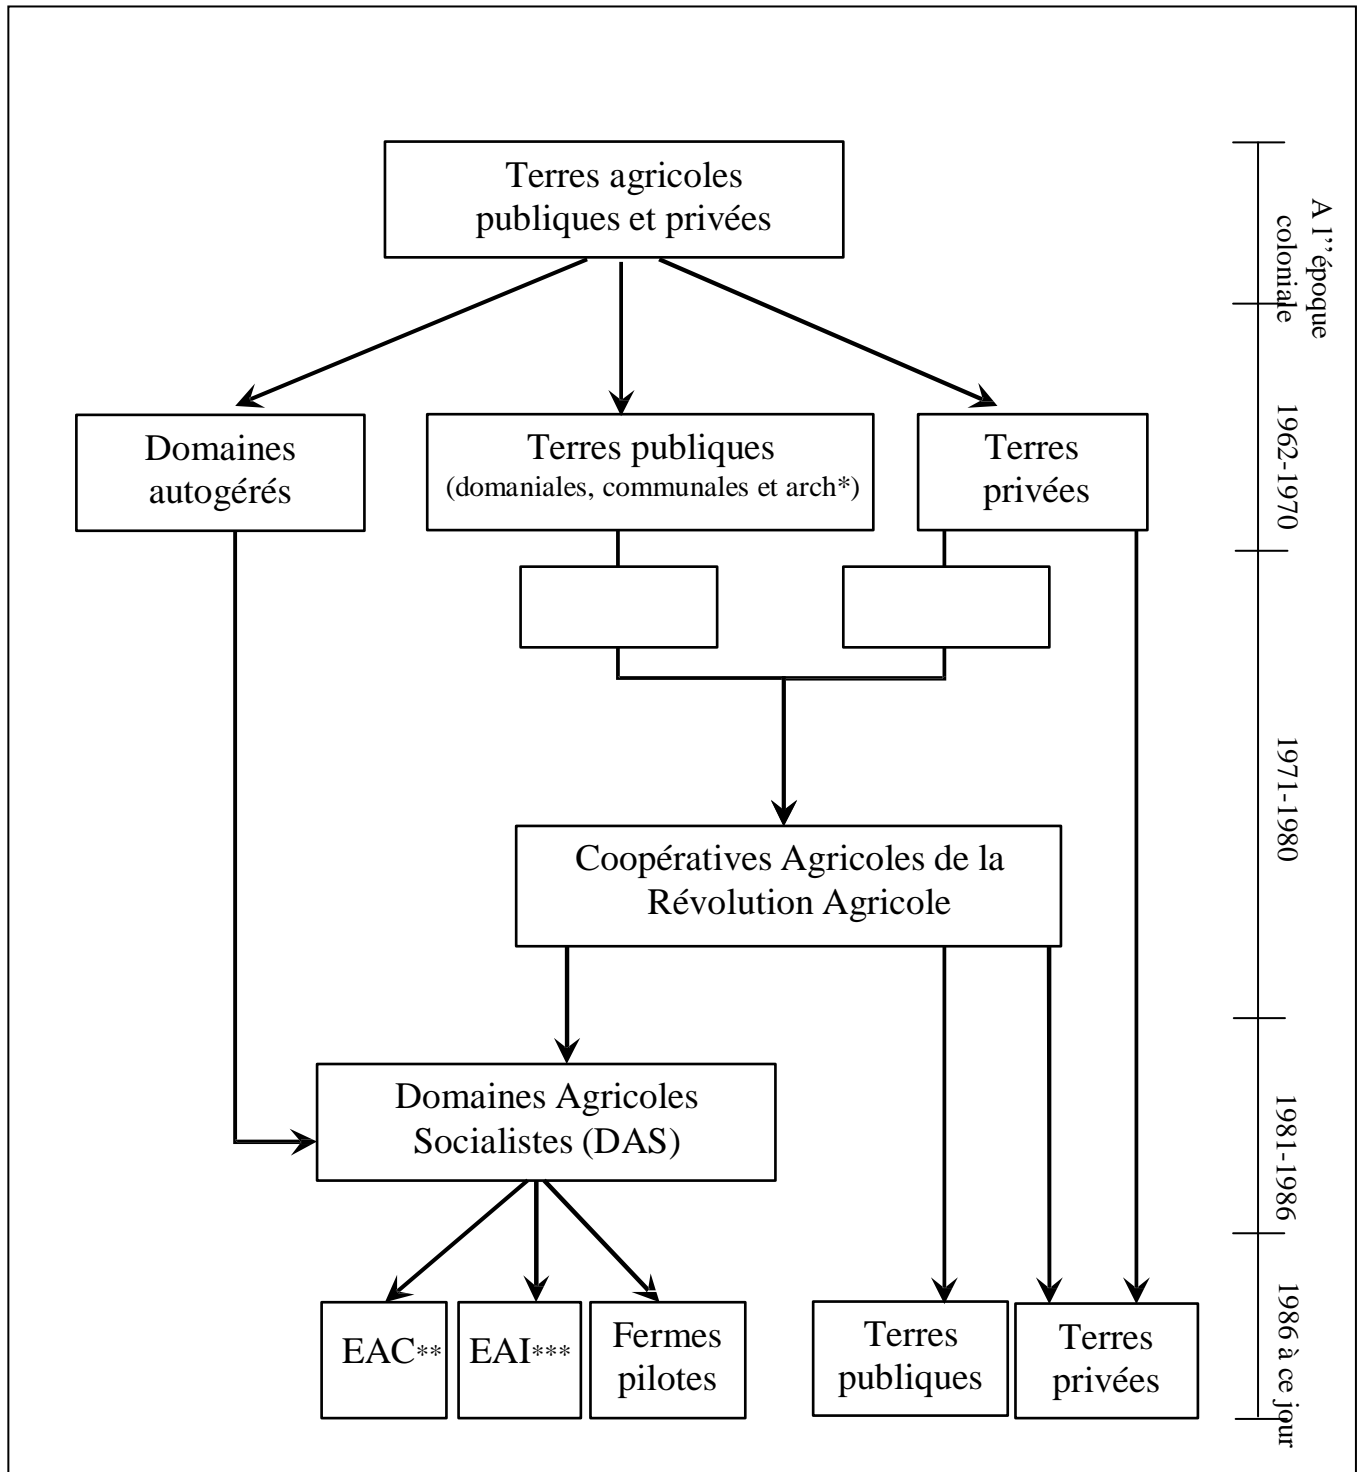 Terres agricoles
publiques et privées
A l’’époque
coloniale
Domaines
autogérés
Terres publiques
(domaniales, communales et arch*)
Terres
privées
1962-1970
1971-1980
Coopératives Agricoles de la
Révolution Agricole
Domaines Agricoles
Socialistes (DAS)
1981-1986
EAC**
EAI***
Fermes
pilotes
Terres
publiques
Terres
privées
1986 à ce jour